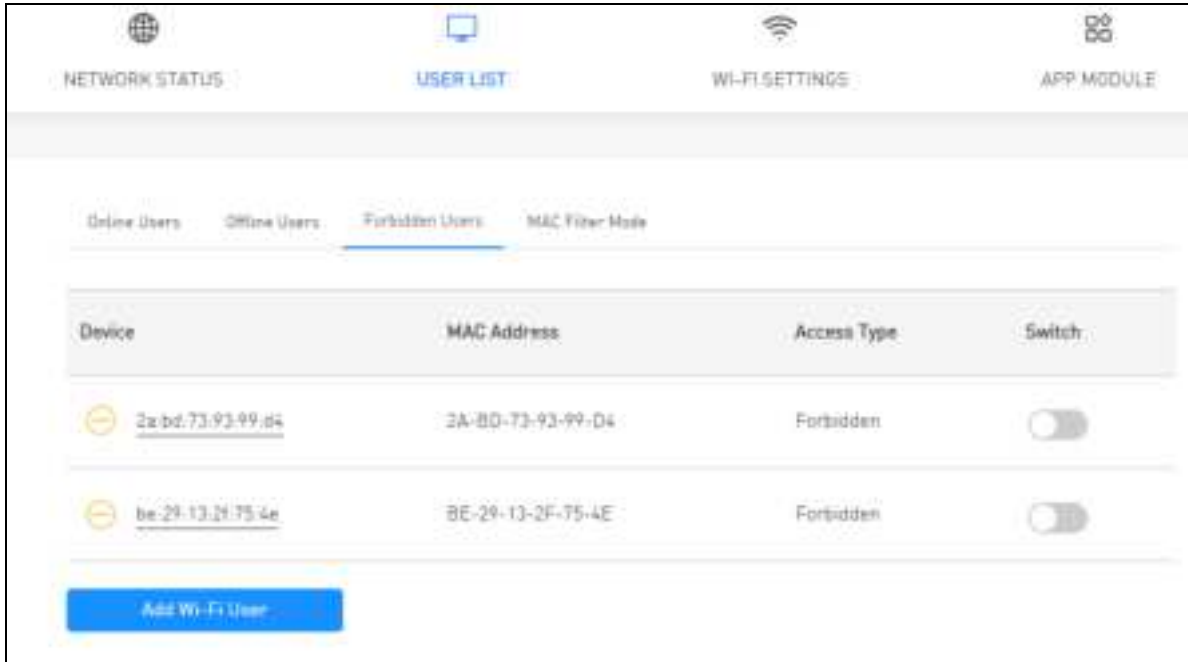 NETWORK STATUS USER LIST WI-FI SETTINGS APP MODULE
Online Users Offline Users Forbidden Users MAC Filter Mode
Device MAC Address Access Type Switch
2a:bd:73:93:99:d4 2A-BD-73-93-99-D4 Forbidden
be:29:13:2f:75:4e BE-29-13-2F-75-4E Forbidden
Add Wi-Fi User